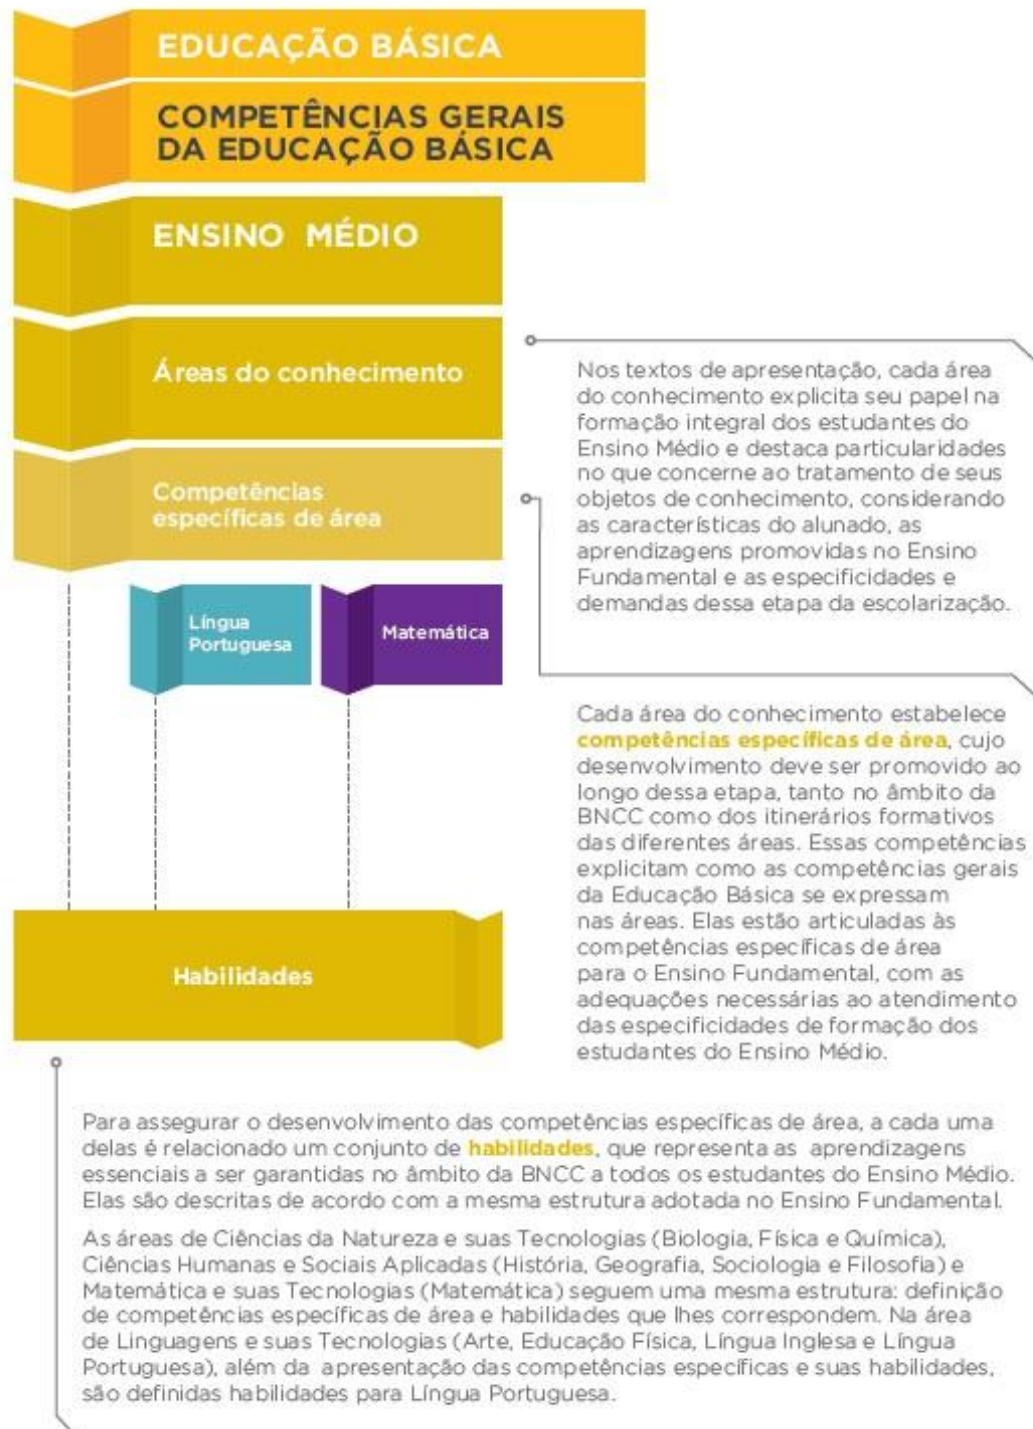 EDUCAÇÃO BÁSICA
COMPETÊNCIAS GERAIS
DA EDUCAÇÃO BÁSICA
ENSINO MÉDIO
Áreas do conhecimento
Nos textos de apresentação, cada área
do conhecimento explicita seu papel na
formação integral dos estudantes do
Ensino Médio e destaca particularidades
no que concerne ao tratamento de seus
objetos de conhecimento, considerando
as características do alunado, as
aprendizagens promovidas no Ensino
Fundamental e as especificidades e
demandas dessa etapa da escolarização.
Competências
específicas de área
Língua
Portuguesa
Matemática
Cada área do conhecimento estabelece
competências específicas de área, cujo
desenvolvimento deve ser promovido ao
longo dessa etapa, tanto no âmbito da
BNCC como dos itinerários formativos
das diferentes áreas. Essas competências
explicitam como as competências gerais
da Educação Básica se expressam
nas áreas. Elas estão articuladas às
competências específicas de área
para o Ensino Fundamental, com as
adequações necessárias ao atendimento
das especificidades de formação dos
estudantes do Ensino Médio.
Habilidades
Para assegurar o desenvolvimento das competências específicas de área, a cada uma
delas é relacionado um conjunto de habilidades, que representa as aprendizagens
essenciais a ser garantidas no âmbito da BNCC a todos os estudantes do Ensino Médio.
Elas são descritas de acordo com a mesma estrutura adotada no Ensino Fundamental.
As áreas de Ciências da Natureza e suas Tecnologias (Biologia, Física e Química),
Ciências Humanas e Sociais Aplicadas (História, Geografia, Sociologia e Filosofia) e
Matemática e suas Tecnologias (Matemática) seguem uma mesma estrutura: definição
de competências específicas de área e habilidades que lhes correspondem. Na área
de Linguagens e suas Tecnologias (Arte, Educação Física, Língua Inglesa e Língua
Portuguesa), além da apresentação das competências específicas e suas habilidades,
são definidas habilidades para Língua Portuguesa.